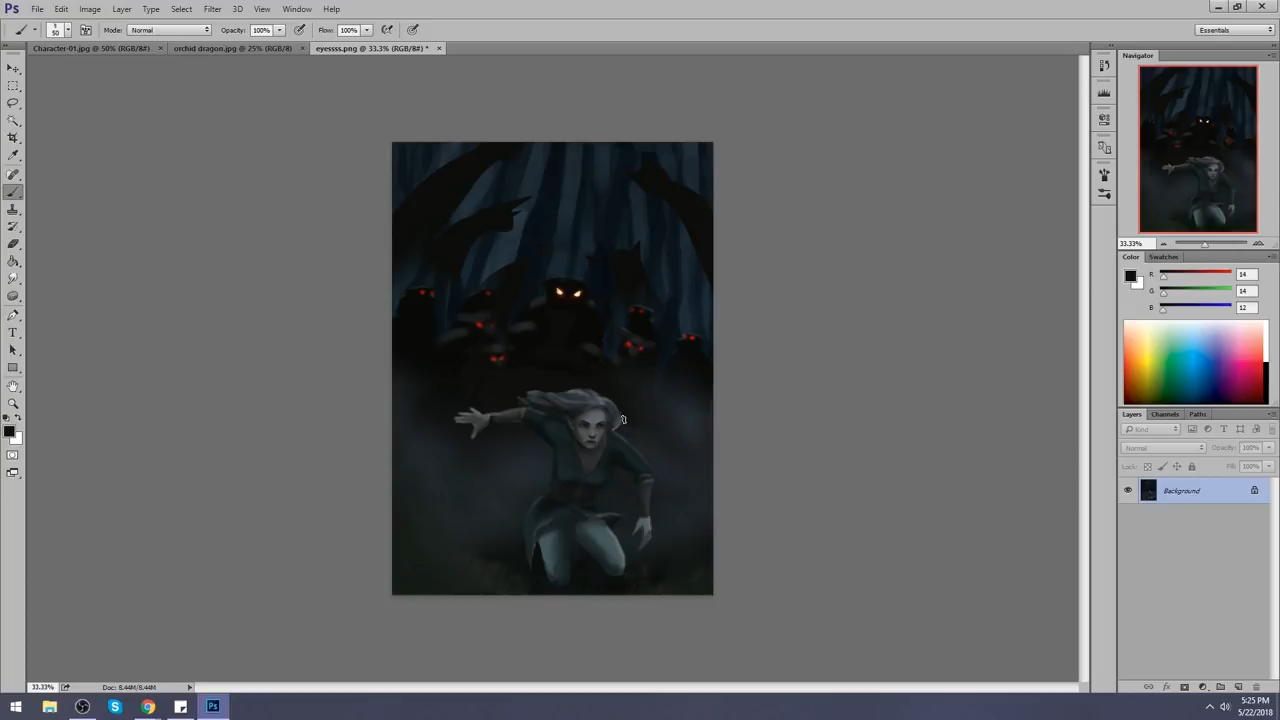 Ps File Edit Image Layer Type Select Filter 3D View Window Help
50 Mode: Normal Opacity: 100% Flow: 100% Essentials
Character-01.jpg @ 50% (RGB/8#) × orchid dragon.jpg @ 25% (RGB/8) × eyessss.png @ 33.3% (RGB/8#) * ×
Navigator
33.33%
Color Swatches
R 14
G 14
B 12
Layers Channels Paths
Kind
Normal Opacity: 100%
Lock: Fill: 100%
Background
33.33% Doc: 8.44M/8.44M
5:25 PM
5/22/2018